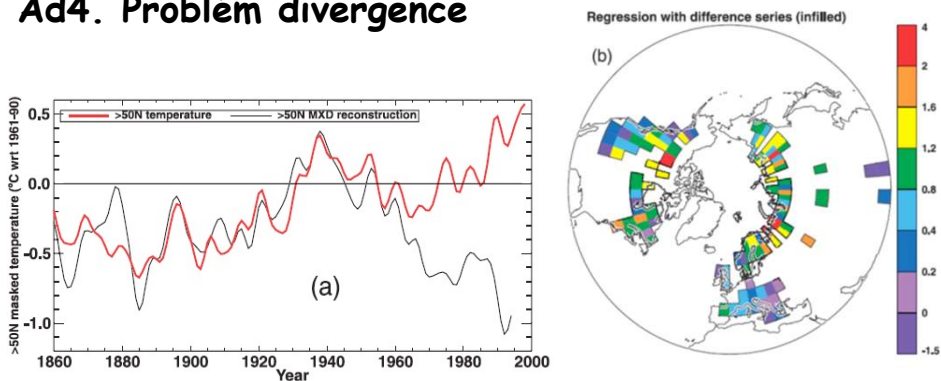 Ad4. Problem divergence
>50N masked temperature (°C wrt 1961-90)
>50N temperature
>50N MXD reconstruction
0.5
0.0
-0.5
-1.0
(a)
1860 1880 1900 1920 1940 1960 1980 2000
Year
Regression with difference series (infilled)
(b)
4
2
1.6
1.2
0.8
0.4
0.2
0
-1.5